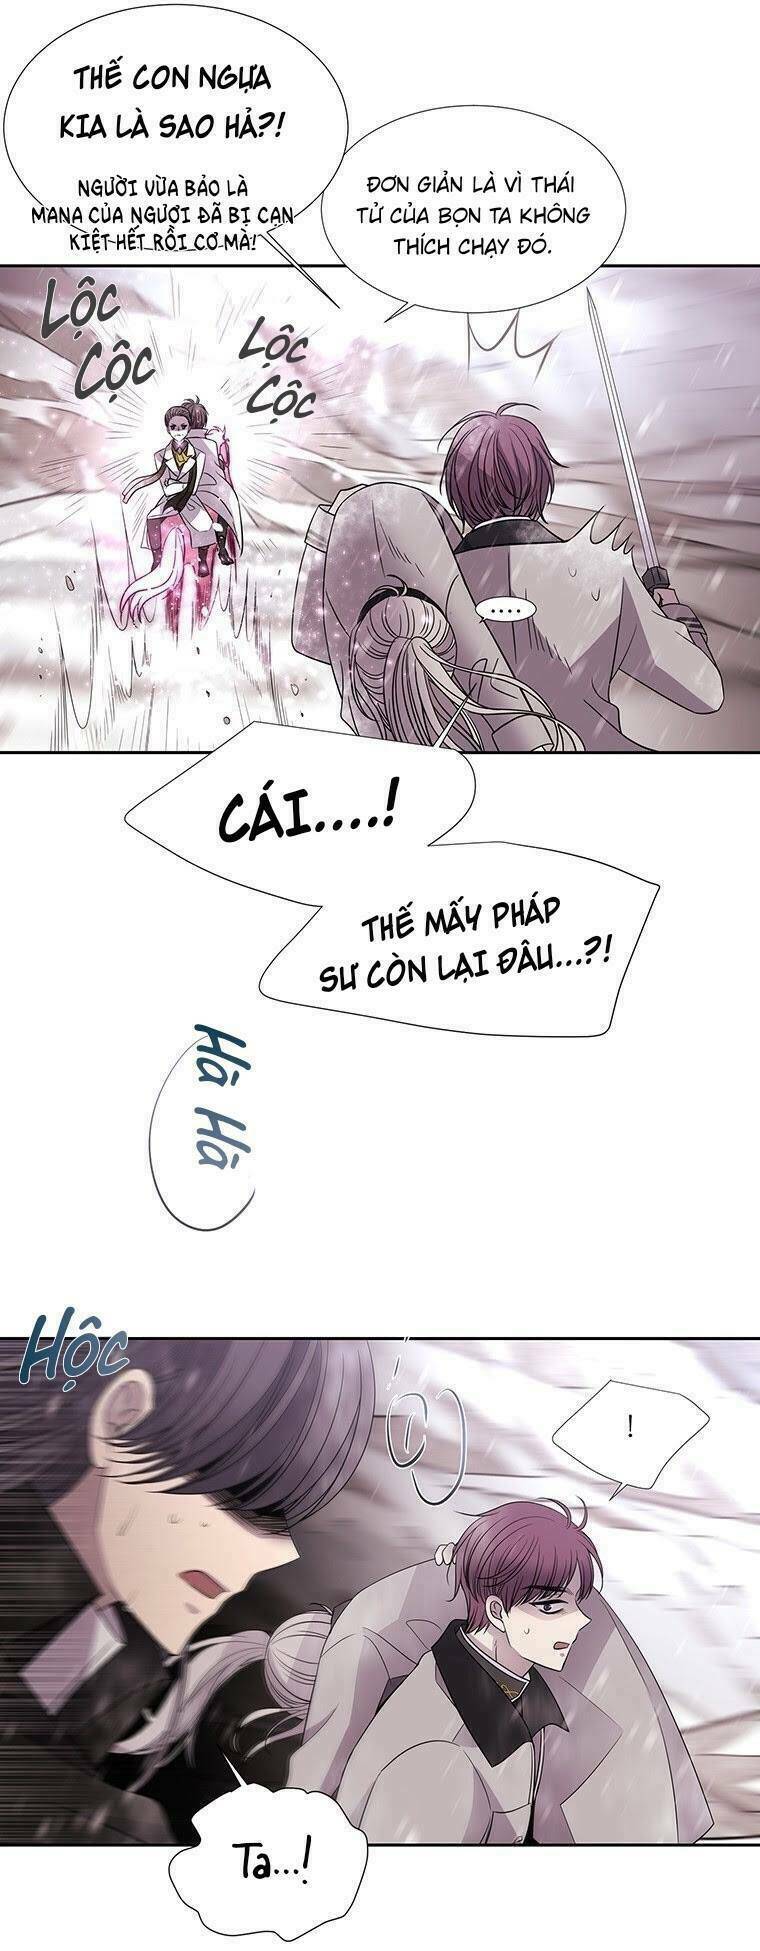 THẾ CON NGỰA
KIA LÀ SAO HẢ?!
NGƯỜI VỪA BẢO LÀ
MANA CỦA NGƯƠI ĐÃ BỊ CẠN
KIỆT HẾT RỒI CƠ MÀ!
ĐƠN GIẢN LÀ VÌ THÁI
TỬ CỦA BỌN TA KHÔNG
THÍCH CHẠY ĐÓ.
LỘC
CỘC
LỘC
CỘC
....
CÁI....!
THẾ MẤY PHÁP
SƯ CÒN LẠI ĐÂU...?!
Hà Hà
Hộc
!
Ta...!